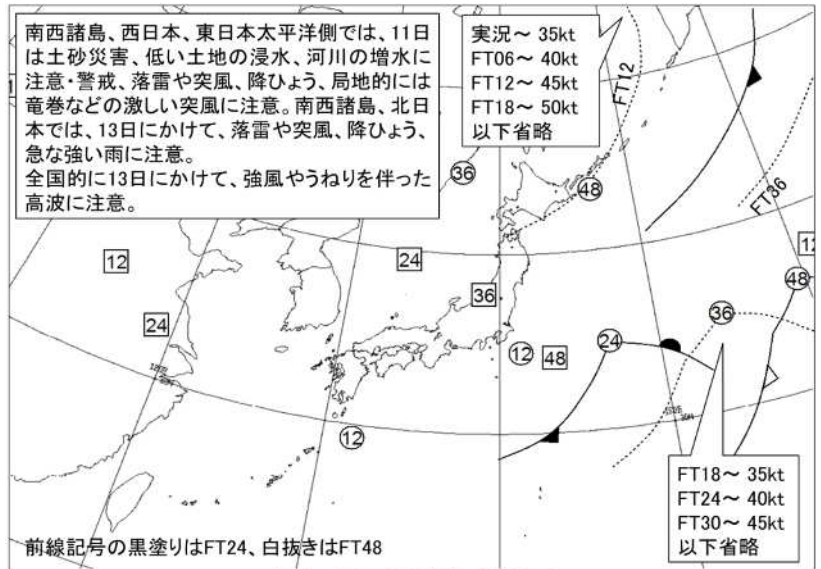 南西諸島、西日本、東日本太平洋側では、11日
は土砂災害、低い土地の浸水、河川の増水に
注意・警戒、落雷や突風、降ひょう、局地的には
竜巻などの激しい突風に注意。南西諸島、北日
本では、13日にかけて、落雷や突風、降ひょう、
急な強い雨に注意。
全国的に13日にかけて、強風やうねりを伴った
高波に注意。
実況～ 35kt
FT06～ 40kt
FT12～ 45kt
FT18～ 50kt
以下省略
FT12
36
48
FT36
12
24
36
48
24
36
12
48
24
12
FT18～ 35kt
FT24～ 40kt
FT30～ 45kt
以下省略
前線記号の黒塗りはFT24、白抜きはFT48